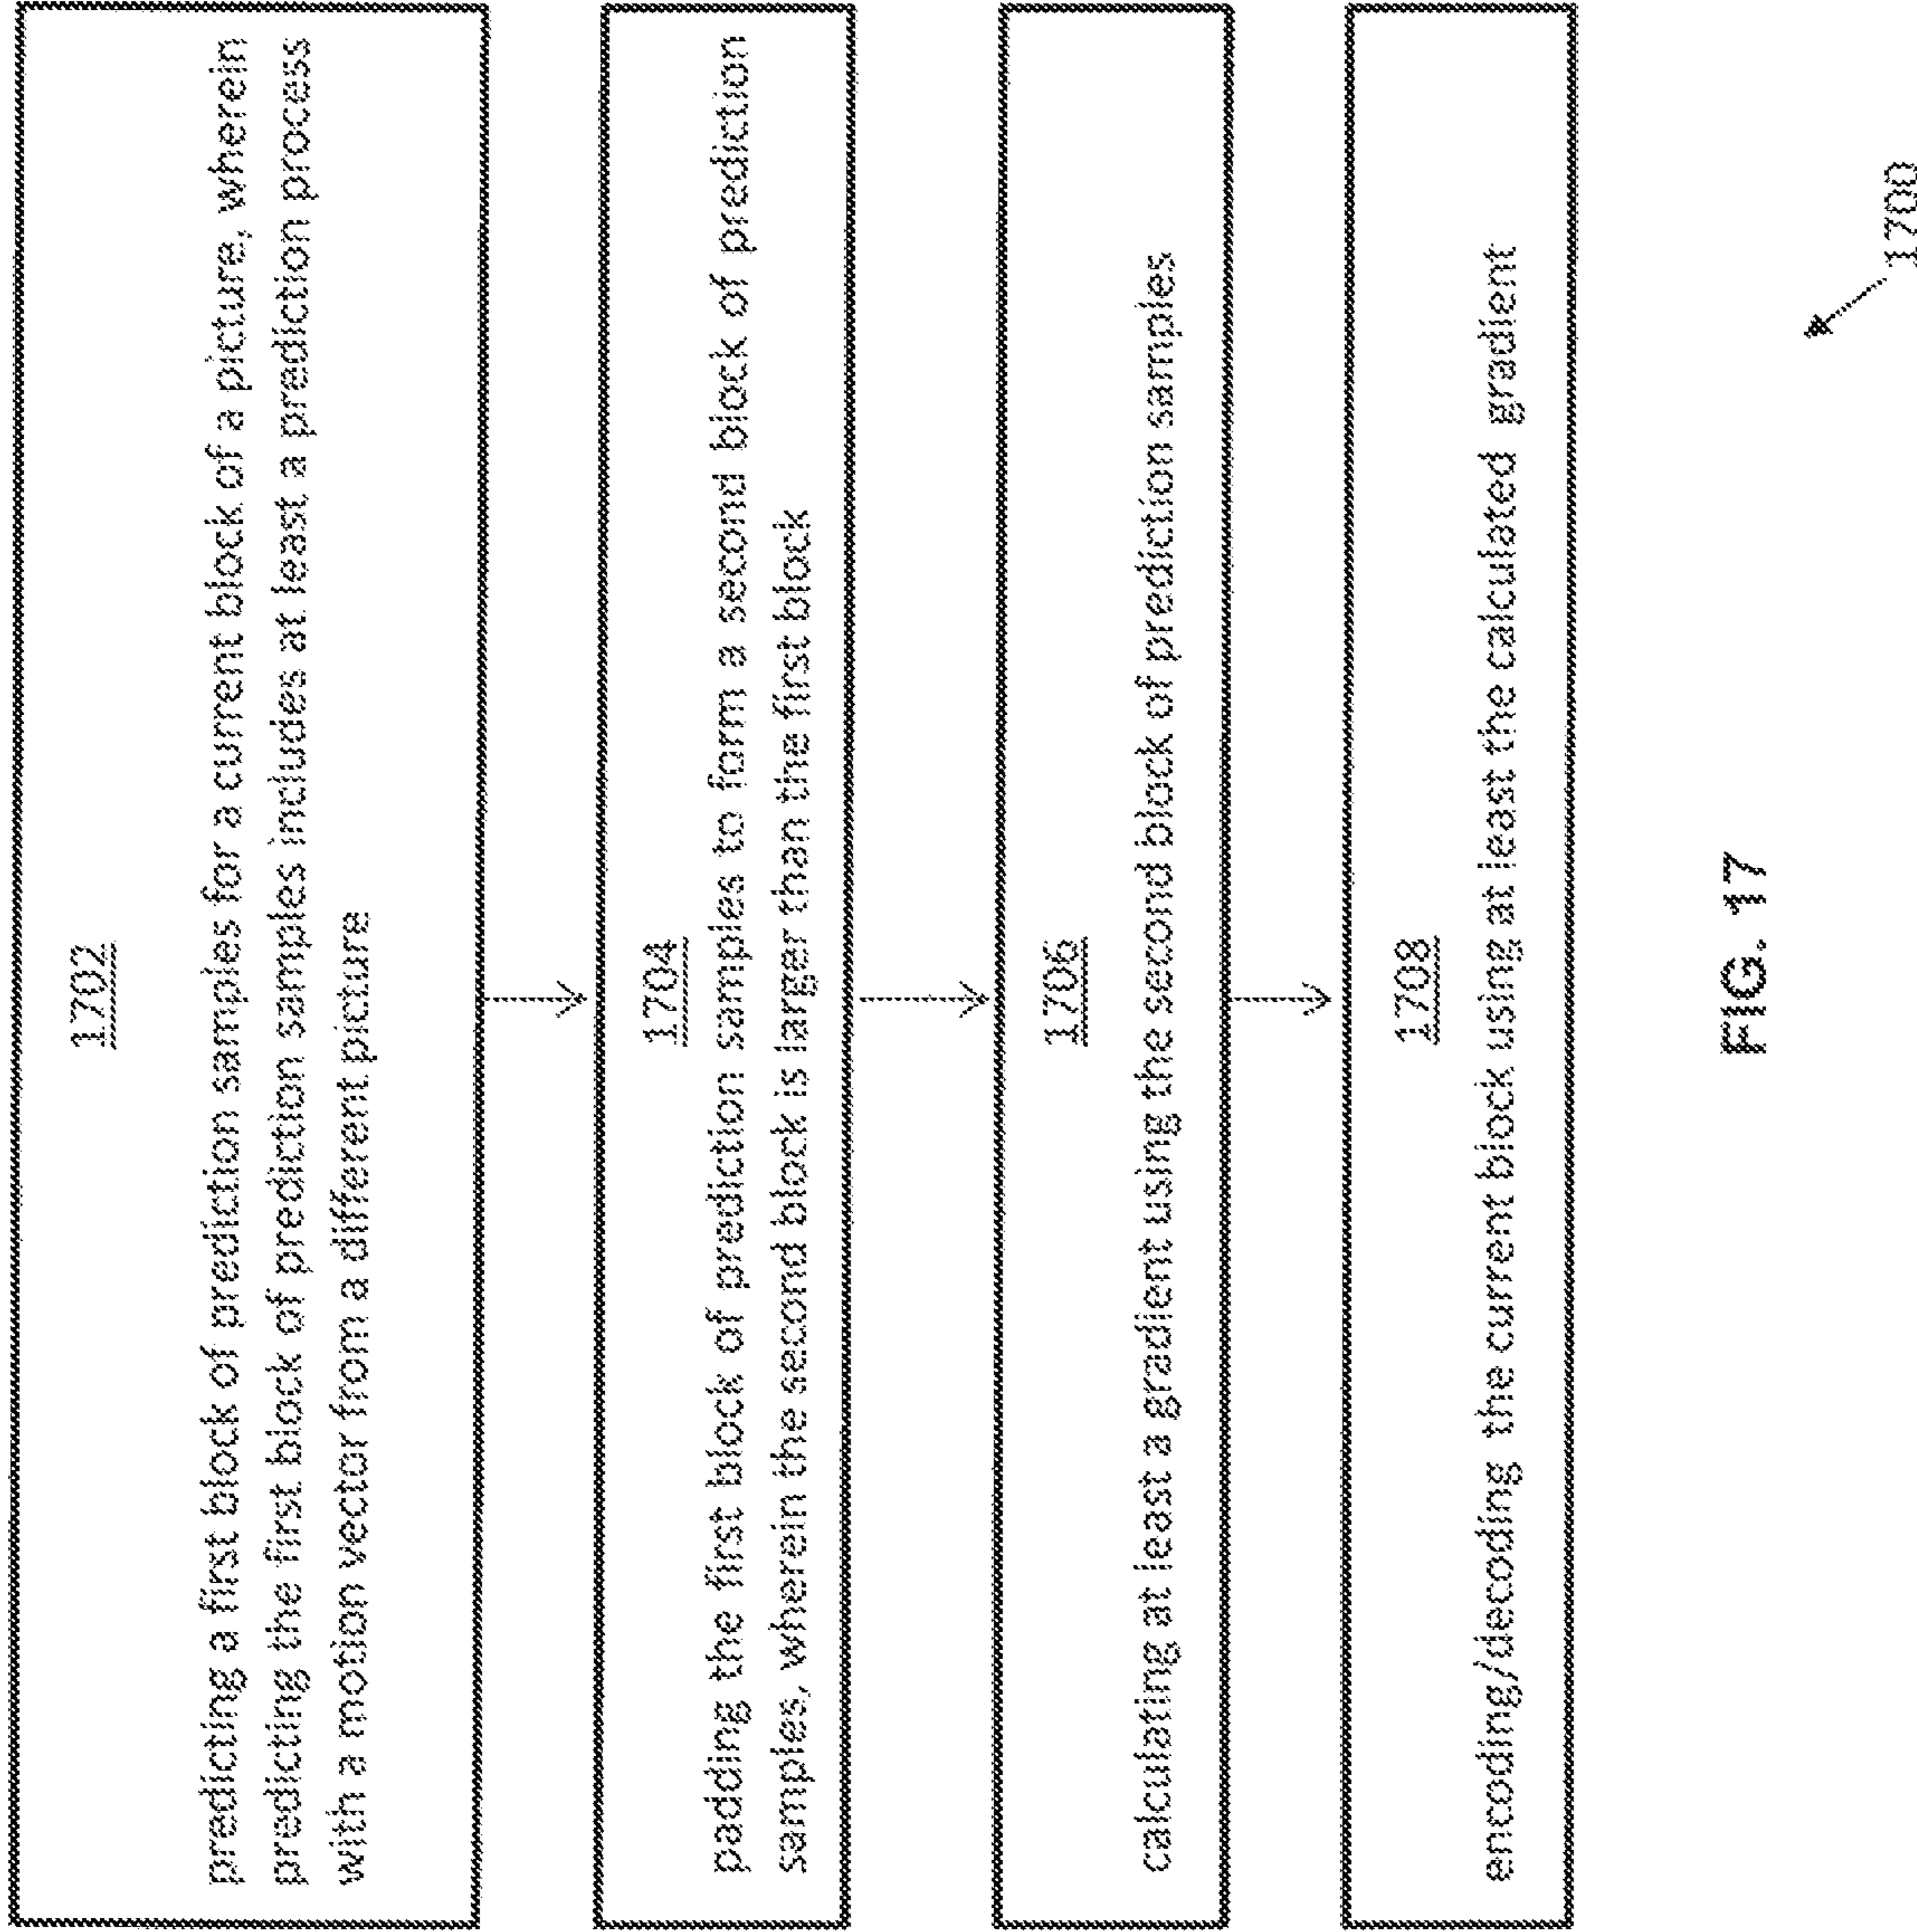 1702
predicting a first block of prediction samples for a current block of a picture, wherein
predicting the first block of prediction samples includes at least a prediction process
with a motion vector from a different picture
1704
padding the first block of prediction samples to form a second block of prediction
samples, wherein the second block is larger than the first block
1706
calculating at least a gradient using the second block of prediction samples
1708
encoding/decoding the current block using at least the calculated gradient
FIG. 17
1700